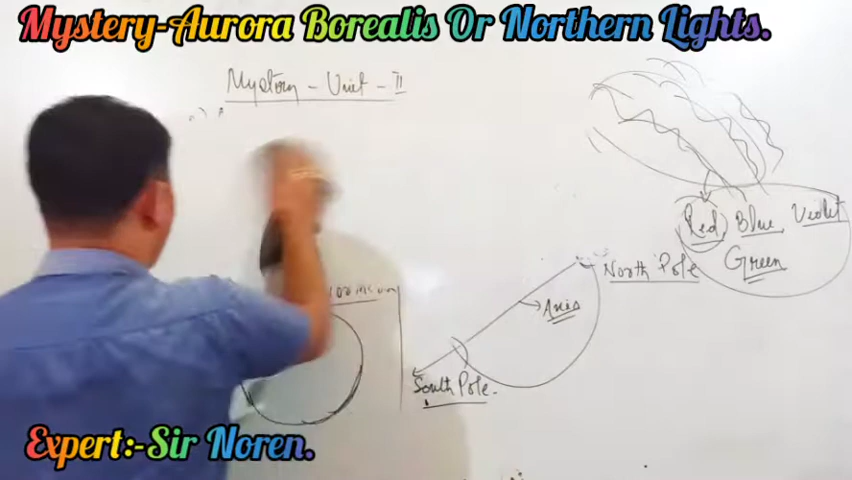 Mystery-Aurora Borealis Or Northern Lights.
Mystery - Unit - II
Red Blue Violet
Green
North Pole
Axis
South Pole.
Expert:-Sir Noren.